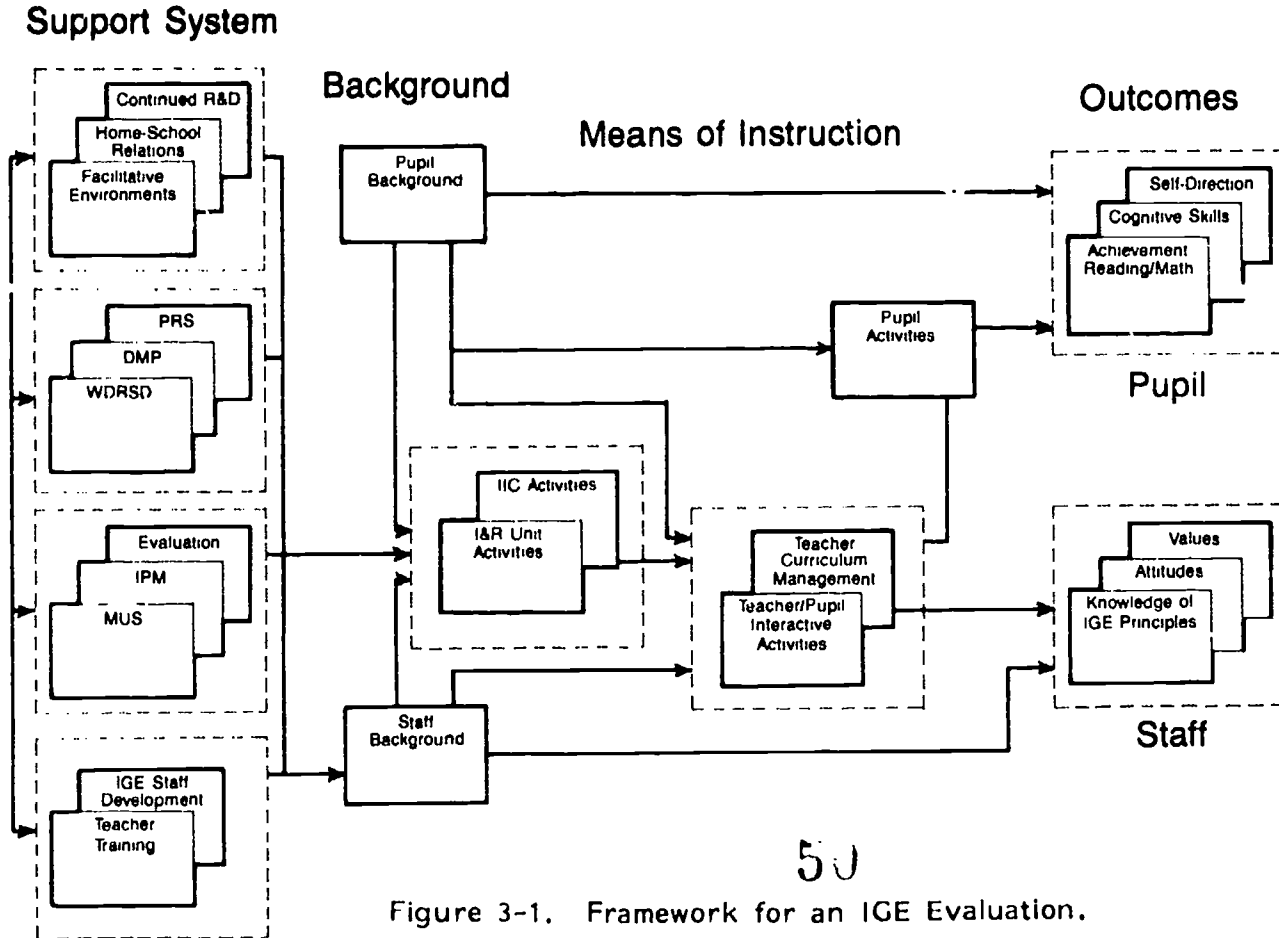 Support System
Continued R&D
Home-School
Relations
Facilitative
Environments
PRS
DMP
WDRSD
Evaluation
IPM
MUS
IGE Staff
Development
Teacher
Training
Background
Pupil
Background
Staff
Background
Means of Instruction
IIC Activities
I&R Unit
Activities
Teacher
Curriculum
Management
Teacher/Pupil
Interactive
Activities
Pupil
Activities
Outcomes
Self-Direction
Cognitive Skills
Achievement
Reading/Math
Pupil
Values
Attitudes
Knowledge of
IGE Principles
Staff
Figure 3-1. Framework for an IGE Evaluation.